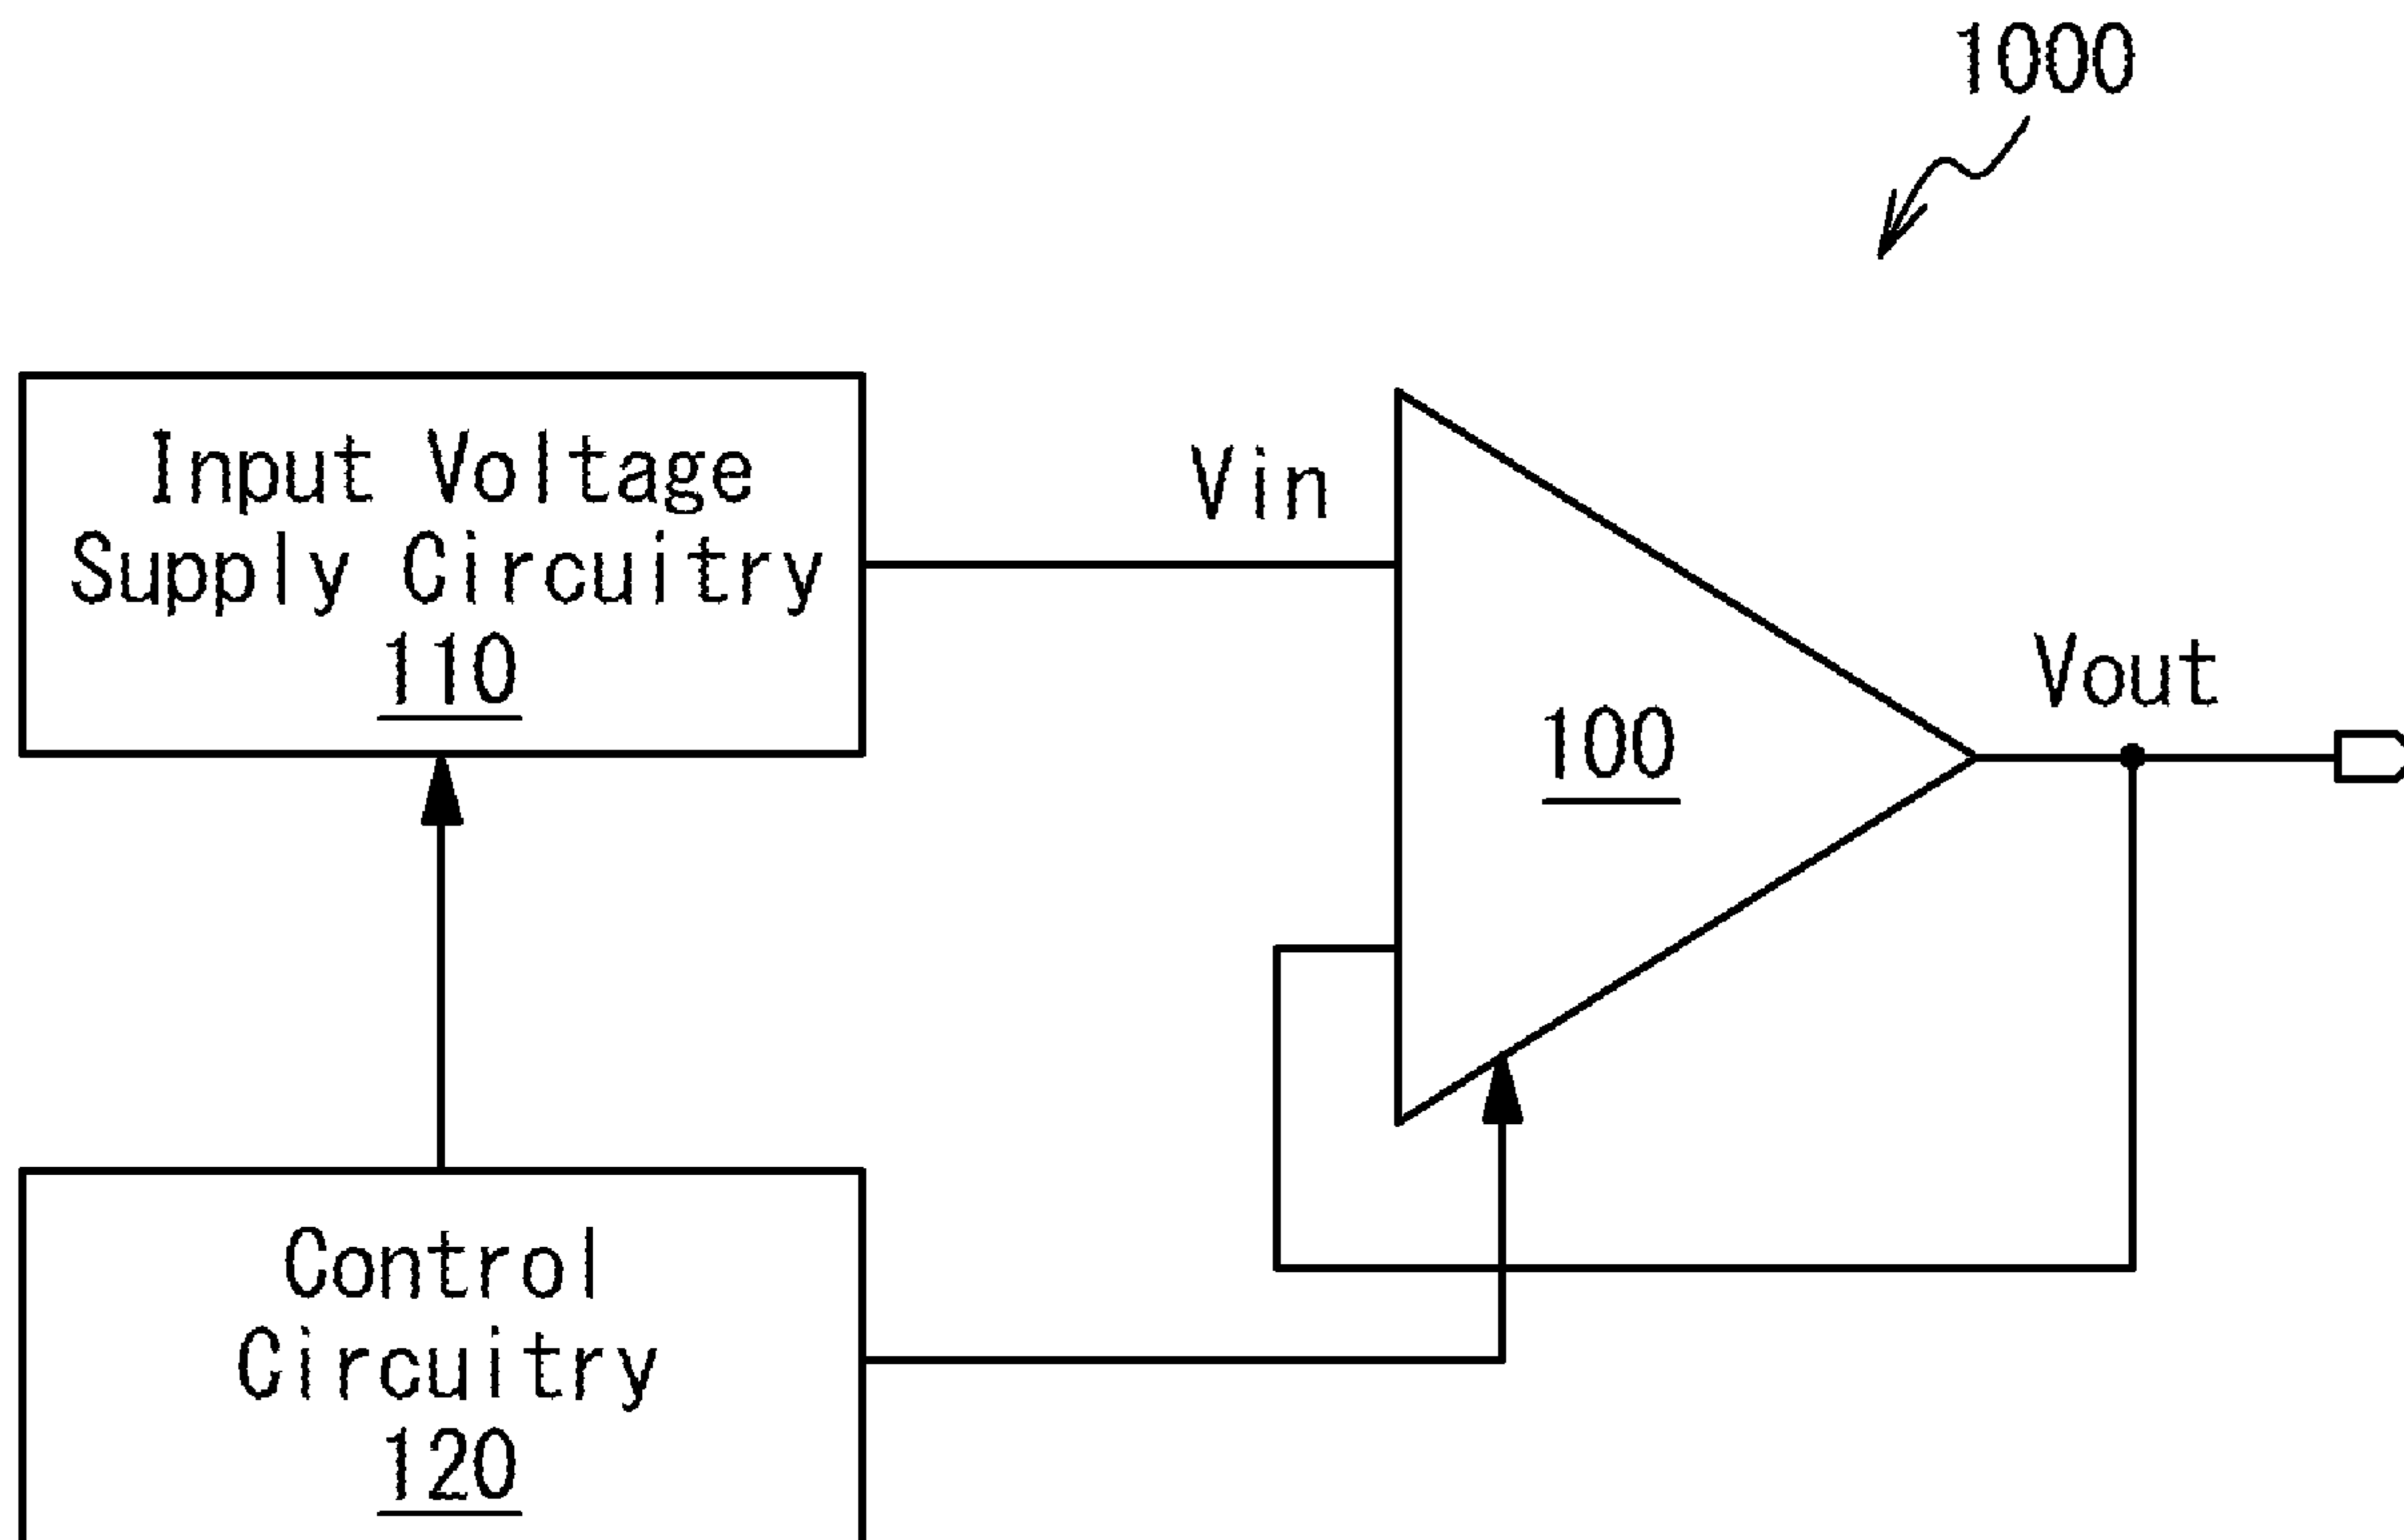 1000
Input Voltage
Supply Circuitry
110
Vin
100
Vout
Control
Circuitry
120